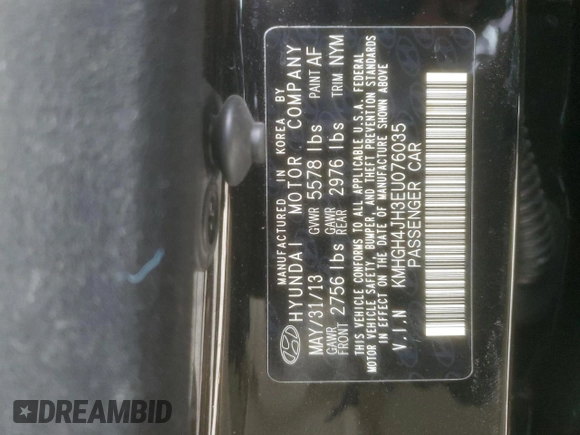 MANUFACTURED IN KOREA BY
HYUNDAI MOTOR COMPANY
MAY/31/13 GVWR 5578 lbs PAINT AF
GAWR FRONT 2756 lbs GAWR REAR 2976 lbs TRIM NYM
THIS VEHICLE CONFORMS TO ALL APPLICABLE U.S.A. FEDERAL
MOTOR VEHICLE SAFETY, BUMPER, AND THEFT PREVENTION STANDARDS
IN EFFECT ON THE DATE OF MANUFACTURE SHOWN ABOVE
V.I.N KMHGH4JH3EU076035
PASSENGER CAR
DREAMBID